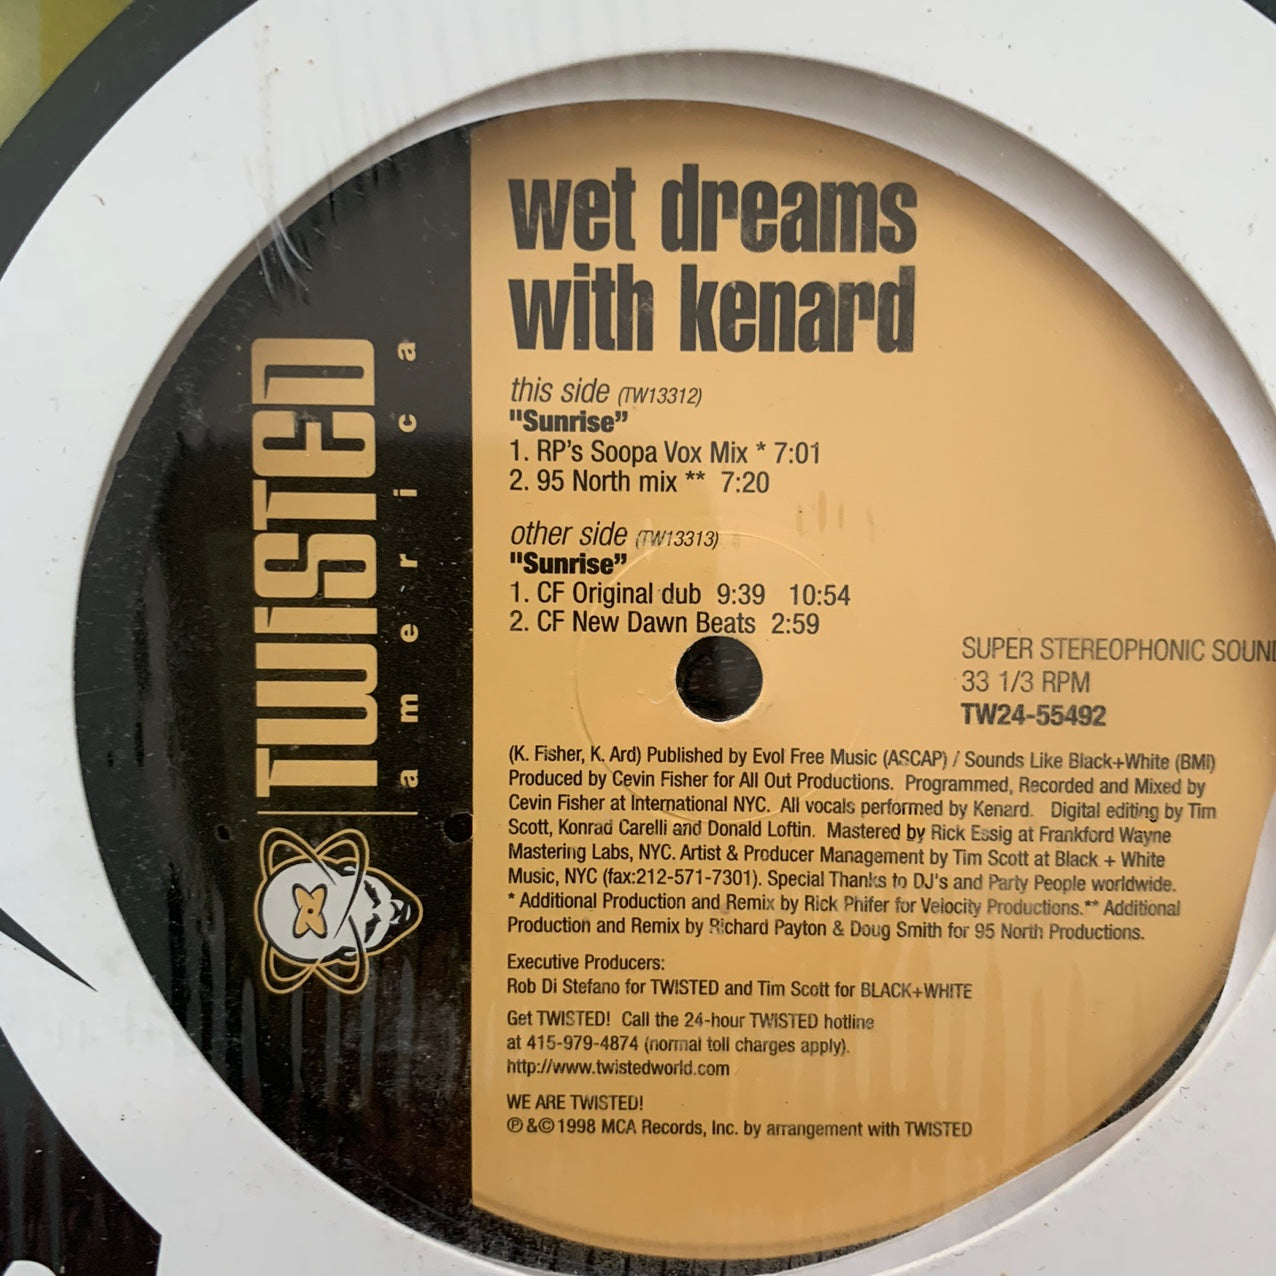 wet dreams
with kenard
this side (TW13312)
"Sunrise"
1. RP's Soopa Vox Mix * 7:01
2. 95 North mix ** 7:20
other side (TW13313)
"Sunrise"
1. CF Original dub 9:39 10:54
2. CF New Dawn Beats 2:59
TWISTED
america
SUPER STEREOPHONIC SOUND
33 1/3 RPM
TW24-55492
(K. Fisher, K. Ard) Published by Evol Free Music (ASCAP) / Sounds Like Black+White (BMI)
Produced by Cevin Fisher for All Out Productions. Programmed, Recorded and Mixed by
Cevin Fisher at International NYC. All vocals performed by Kenard. Digital editing by Tim
Scott, Konrad Carelli and Donald Loftin. Mastered by Rick Essig at Frankford Wayne
Mastering Labs, NYC. Artist & Producer Management by Tim Scott at Black + White
Music, NYC (fax:212-571-7301). Special Thanks to DJ's and Party People worldwide.
* Additional Production and Remix by Rick Phifer for Velocity Productions.** Additional
Production and Remix by Richard Payton & Doug Smith for 95 North Productions.
Executive Producers:
Rob Di Stefano for TWISTED and Tim Scott for BLACK+WHITE
Get TWISTED! Call the 24-hour TWISTED hotline
at 415-979-4874 (normal toll charges apply).
http://www.twistedworld.com
WE ARE TWISTED!
℗&©1998 MCA Records, Inc. by arrangement with TWISTED